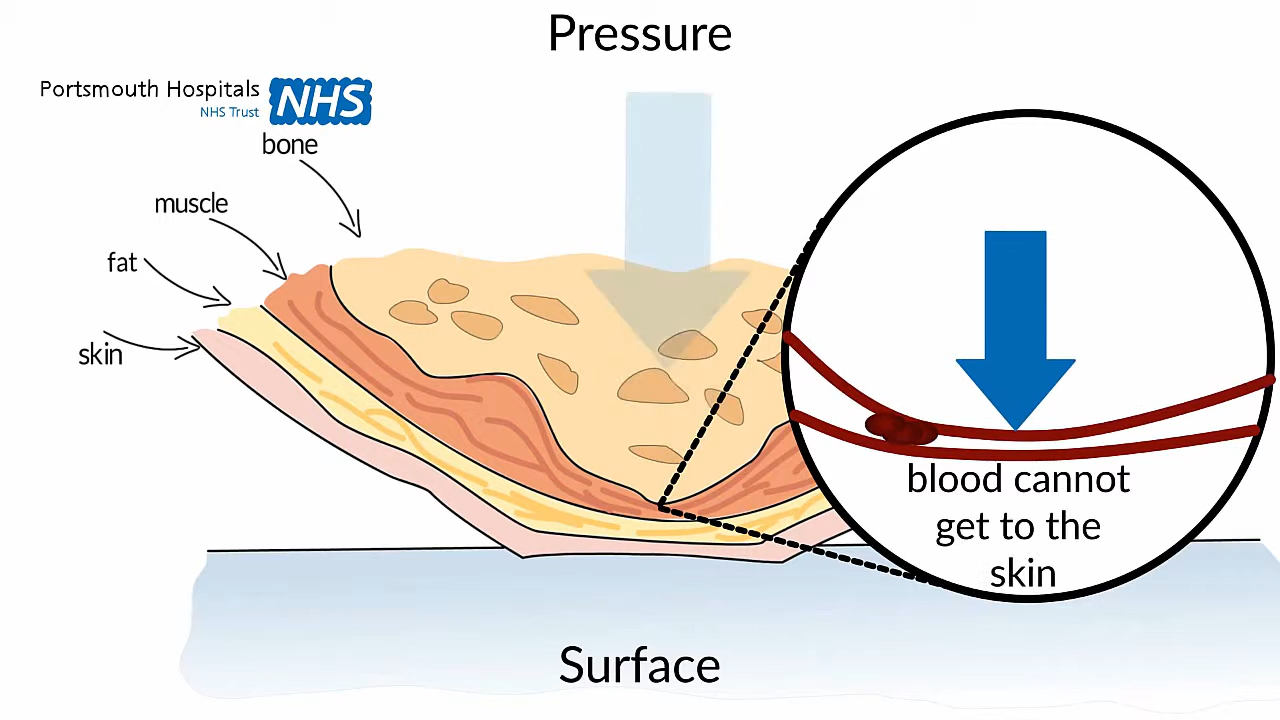 Pressure
Portsmouth Hospitals NHS
NHS Trust
bone
muscle
fat
skin
blood cannot
get to the
skin
Surface